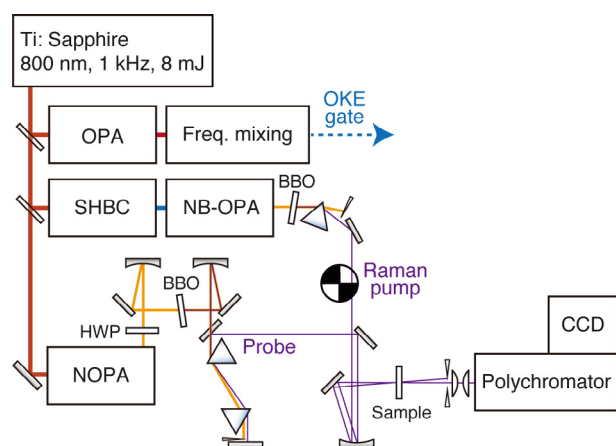 Ti: Sapphire
800 nm, 1 kHz, 8 mJ
OKE
gate
OPA
Freq. mixing
BBO
SHBC
NB-OPA
BBO
Raman
pump
HWP
Probe
CCD
NOPA
Polychromator
Sample